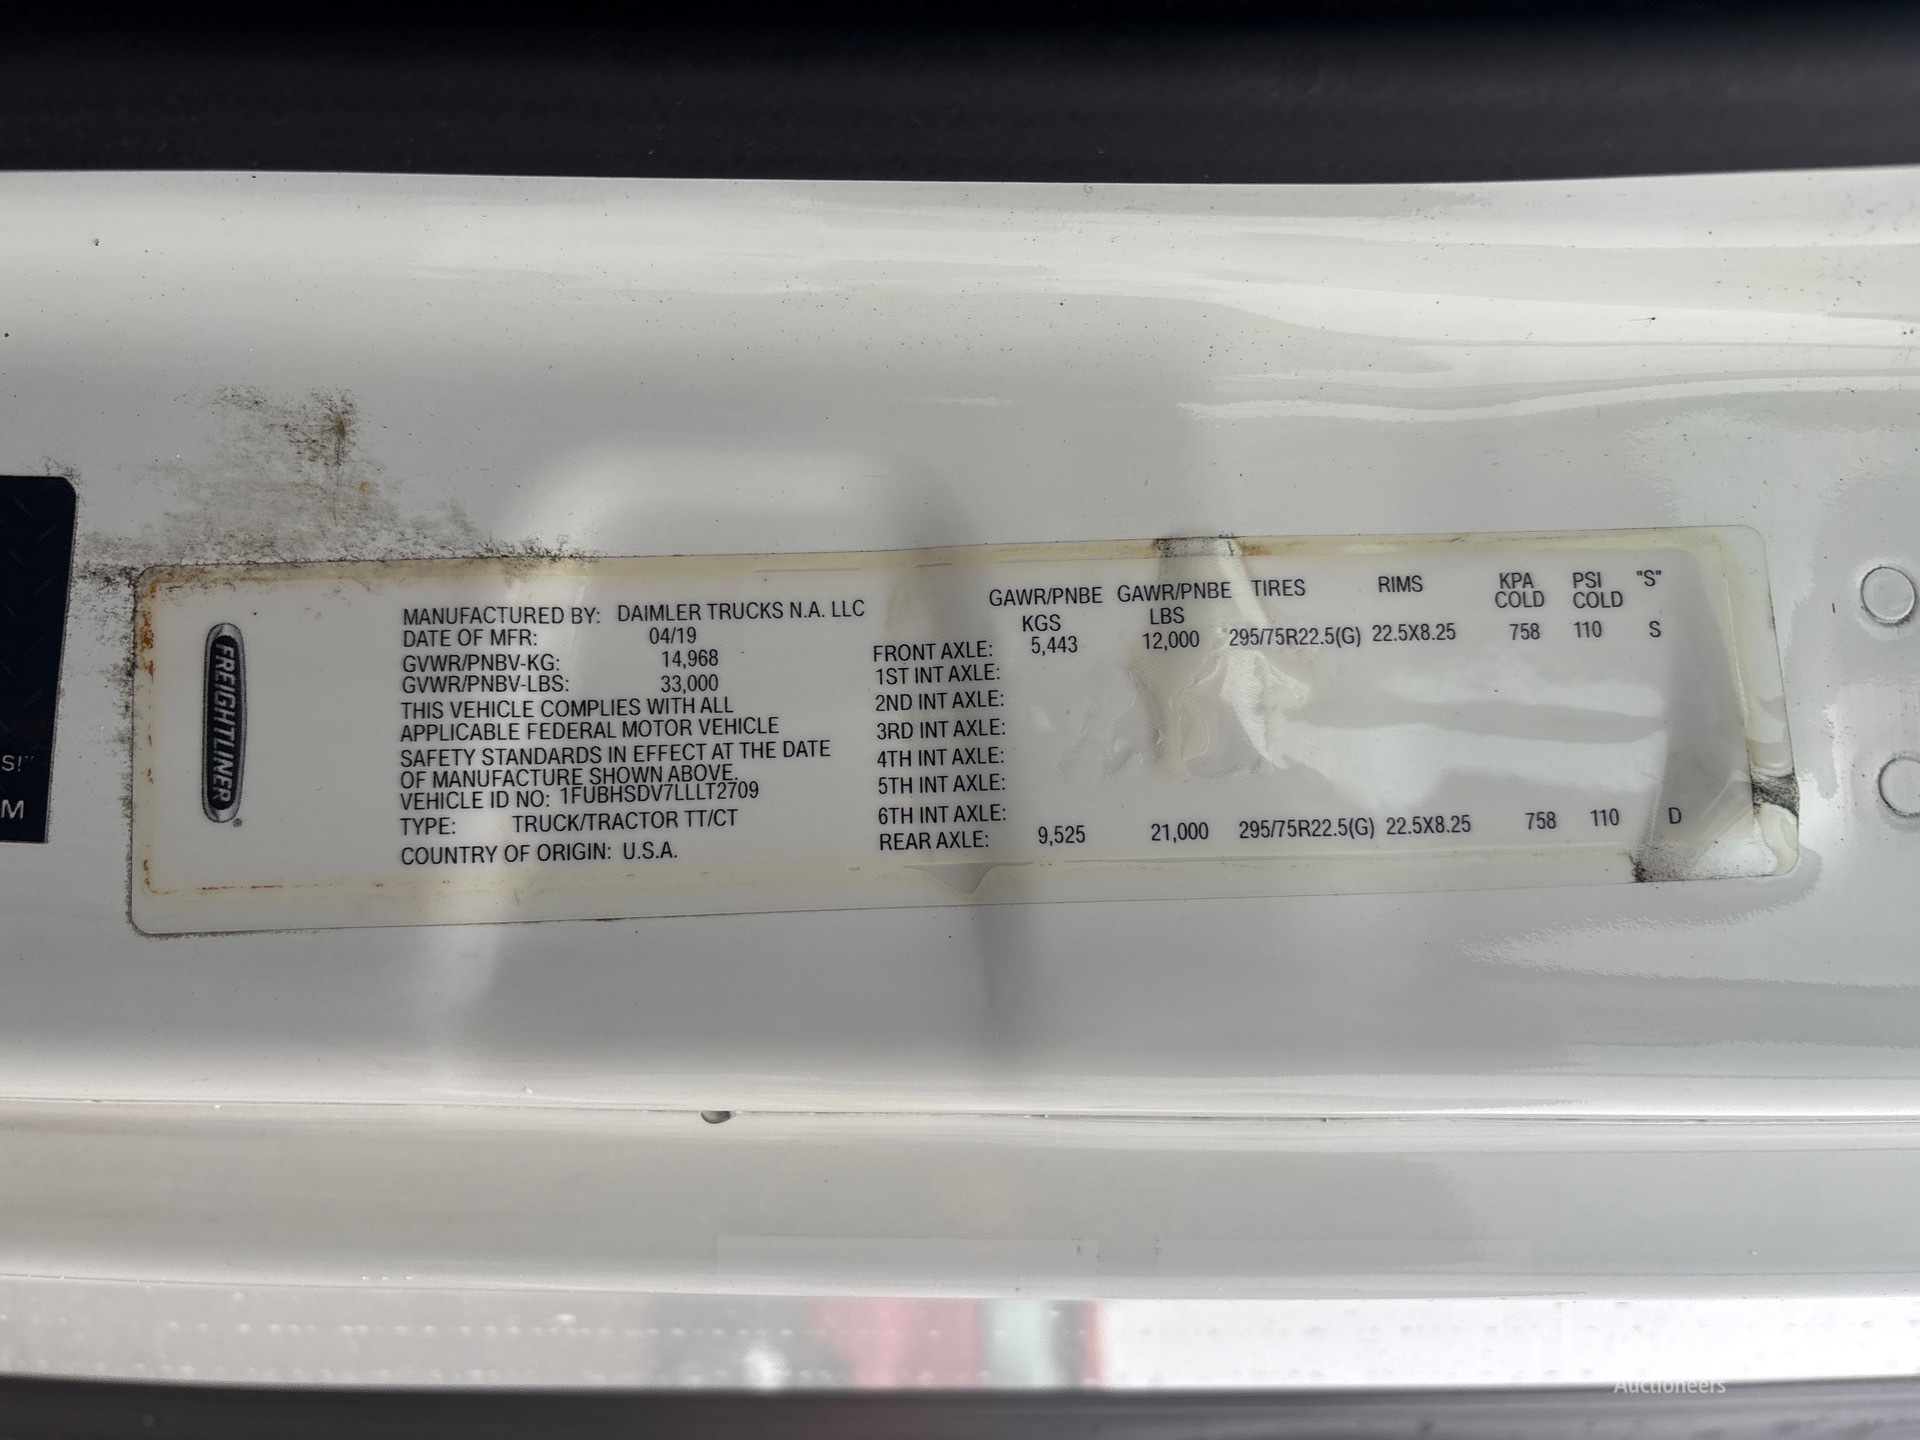 S!"
M
FREIGHTLINER
MANUFACTURED BY: DAIMLER TRUCKS N.A. LLC
DATE OF MFR: 04/19
GVWR/PNBV-KG: 14,968
GVWR/PNBV-LBS: 33,000
THIS VEHICLE COMPLIES WITH ALL
APPLICABLE FEDERAL MOTOR VEHICLE
SAFETY STANDARDS IN EFFECT AT THE DATE
OF MANUFACTURE SHOWN ABOVE.
VEHICLE ID NO: 1FUBHSDV7LLLT2709
TYPE: TRUCK/TRACTOR TT/CT
COUNTRY OF ORIGIN: U.S.A.
GAWR/PNBE GAWR/PNBE TIRES RIMS KPA PSI "S"
KGS LBS COLD COLD
FRONT AXLE: 5,443 12,000 295/75R22.5(G) 22.5X8.25 758 110 S
1ST INT AXLE:
2ND INT AXLE:
3RD INT AXLE:
4TH INT AXLE:
5TH INT AXLE:
6TH INT AXLE:
REAR AXLE: 9,525 21,000 295/75R22.5(G) 22.5X8.25 758 110 D
Auctioneers